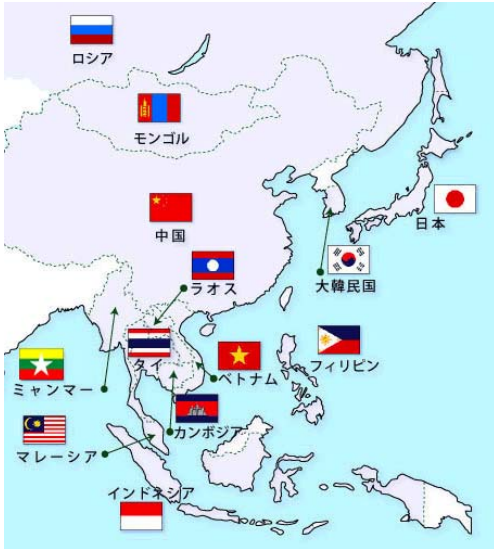 ロシア
モンゴル
中国
日本
大韓民国
ラオス
タイ
ベトナム
フィリピン
ミャンマー
カンボジア
マレーシア
インドネシア